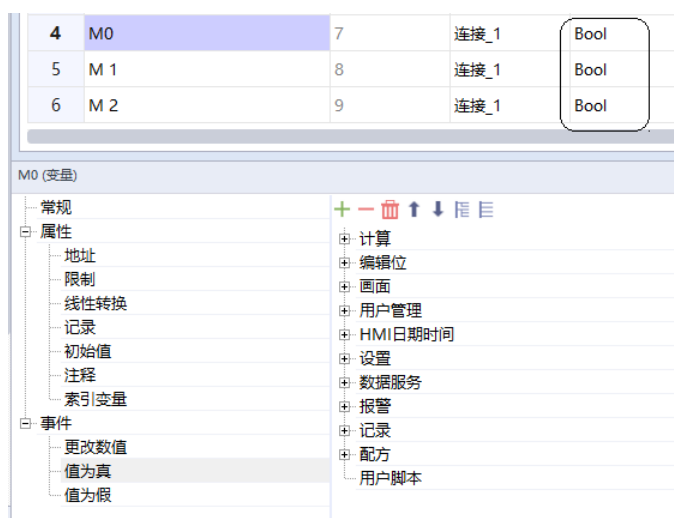 4 M0 7 连接_1 Bool
5 M 1 8 连接_1 Bool
6 M 2 9 连接_1 Bool
M0 (变量)
常规
属性
地址
限制
线性转换
记录
初始值
注释
索引变量
事件
更改数值
值为真
值为假
计算
编辑位
画面
用户管理
HMI日期时间
设置
数据服务
报警
记录
配方
用户脚本